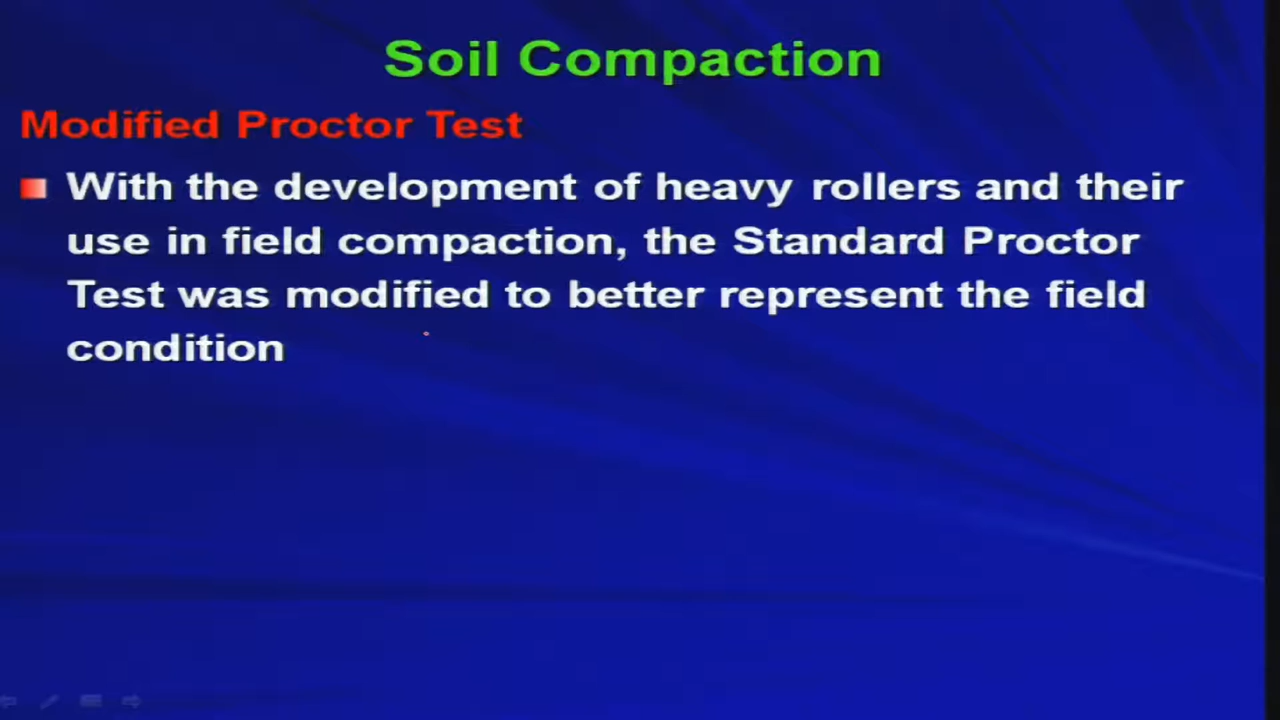 Soil Compaction
Modified Proctor Test
With the development of heavy rollers and their
use in field compaction, the Standard Proctor
Test was modified to better represent the field
condition